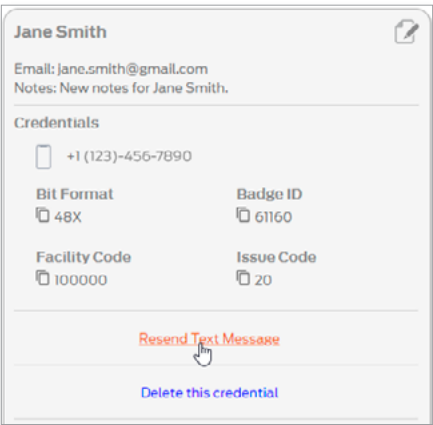 Jane Smith
Email: jane.smith@gmail.com
Notes: New notes for Jane Smith.
Credentials
+1 (123)-456-7890
Bit Format Badge ID
48X 61160
Facility Code Issue Code
100000 20
Resend Text Message
Delete this credential